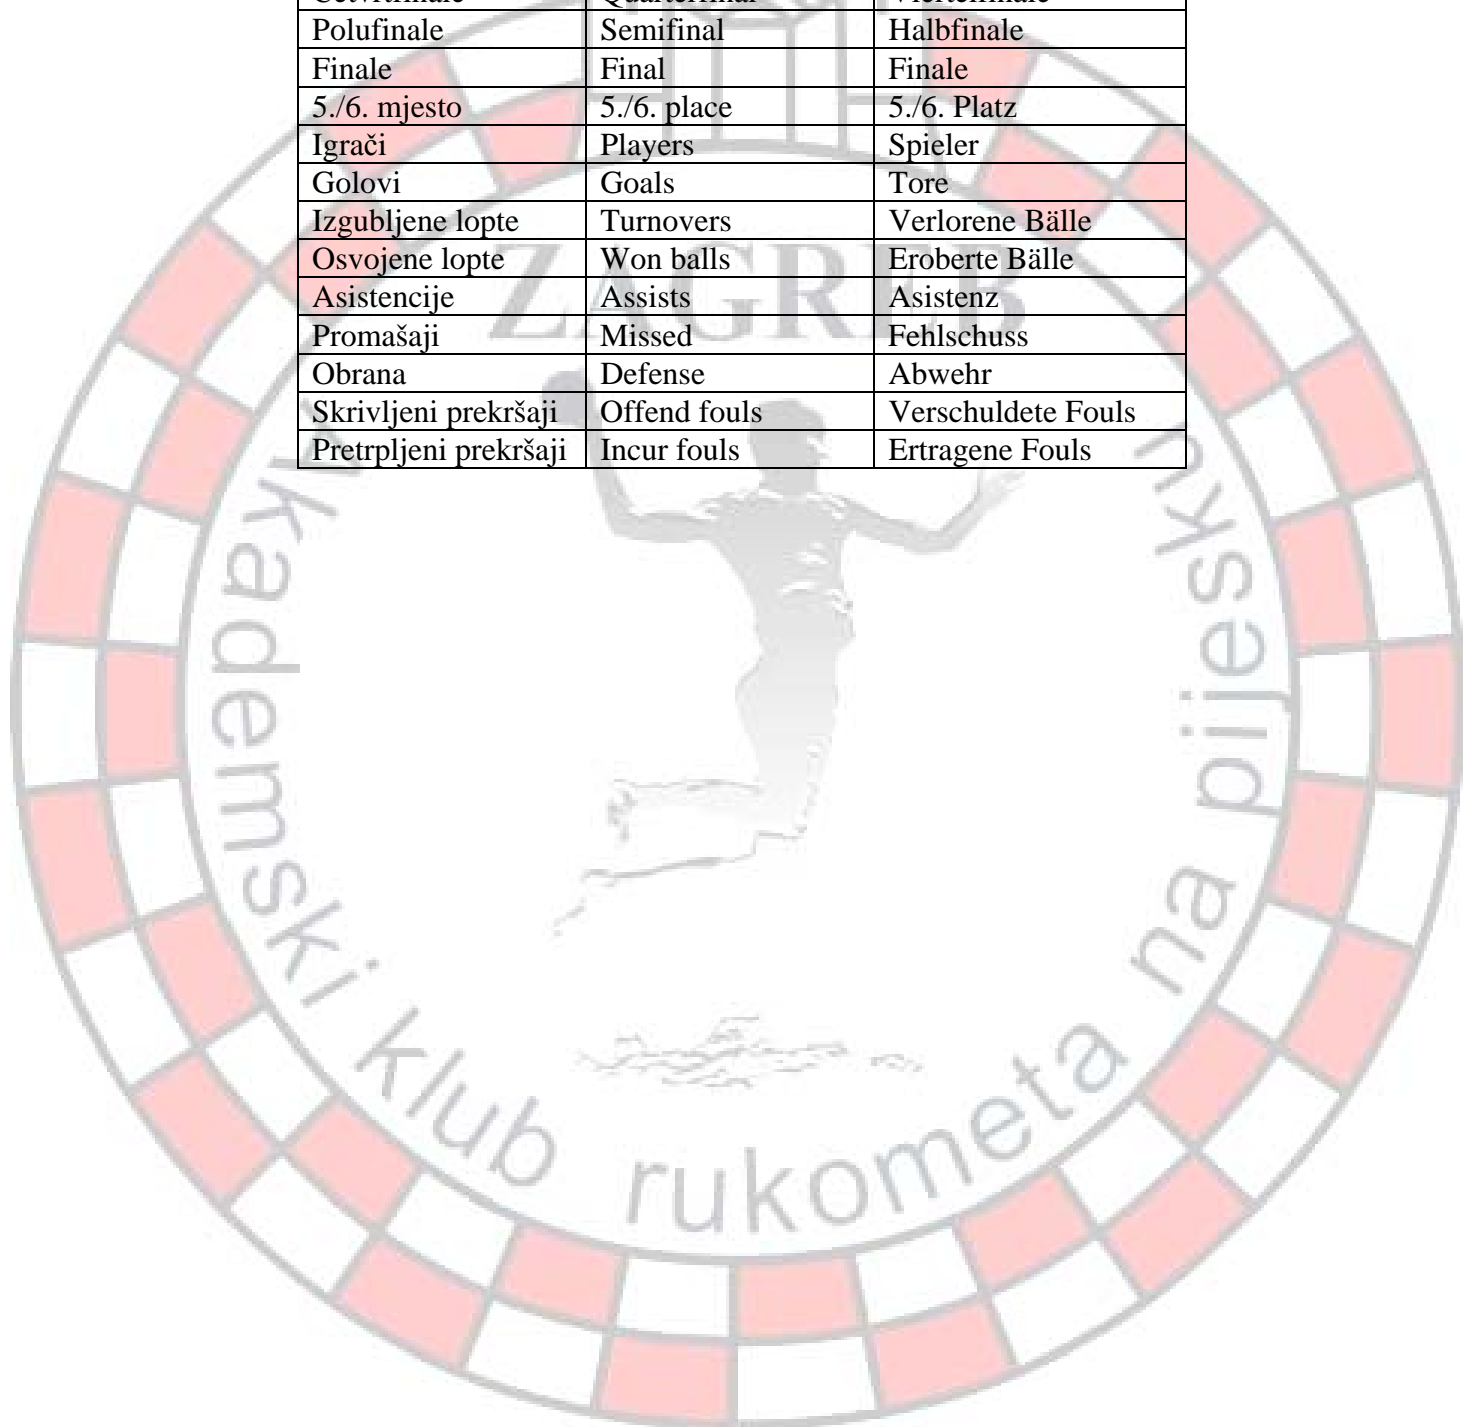 Četvrtfinale Quarterfinal Viertelfinale
Polufinale Semifinal Halbfinale
Finale Final Finale
5./6. mjesto 5./6. place 5./6. Platz
Igrači Players Spieler
Golovi Goals Tore
Izgubljene lopte Turnovers Verlorene Bälle
Osvojene lopte Won balls Eroberte Bälle
Asistencije Assists Asistenz
Promašaji Missed Fehlschuss
Obrana Defense Abwehr
Skrivljeni prekršaji Offend fouls Verschuldete Fouls
Pretrpljeni prekršaji Incur fouls Ertragene Fouls
ZAGREB
Akademski klub rukometa na pijesku